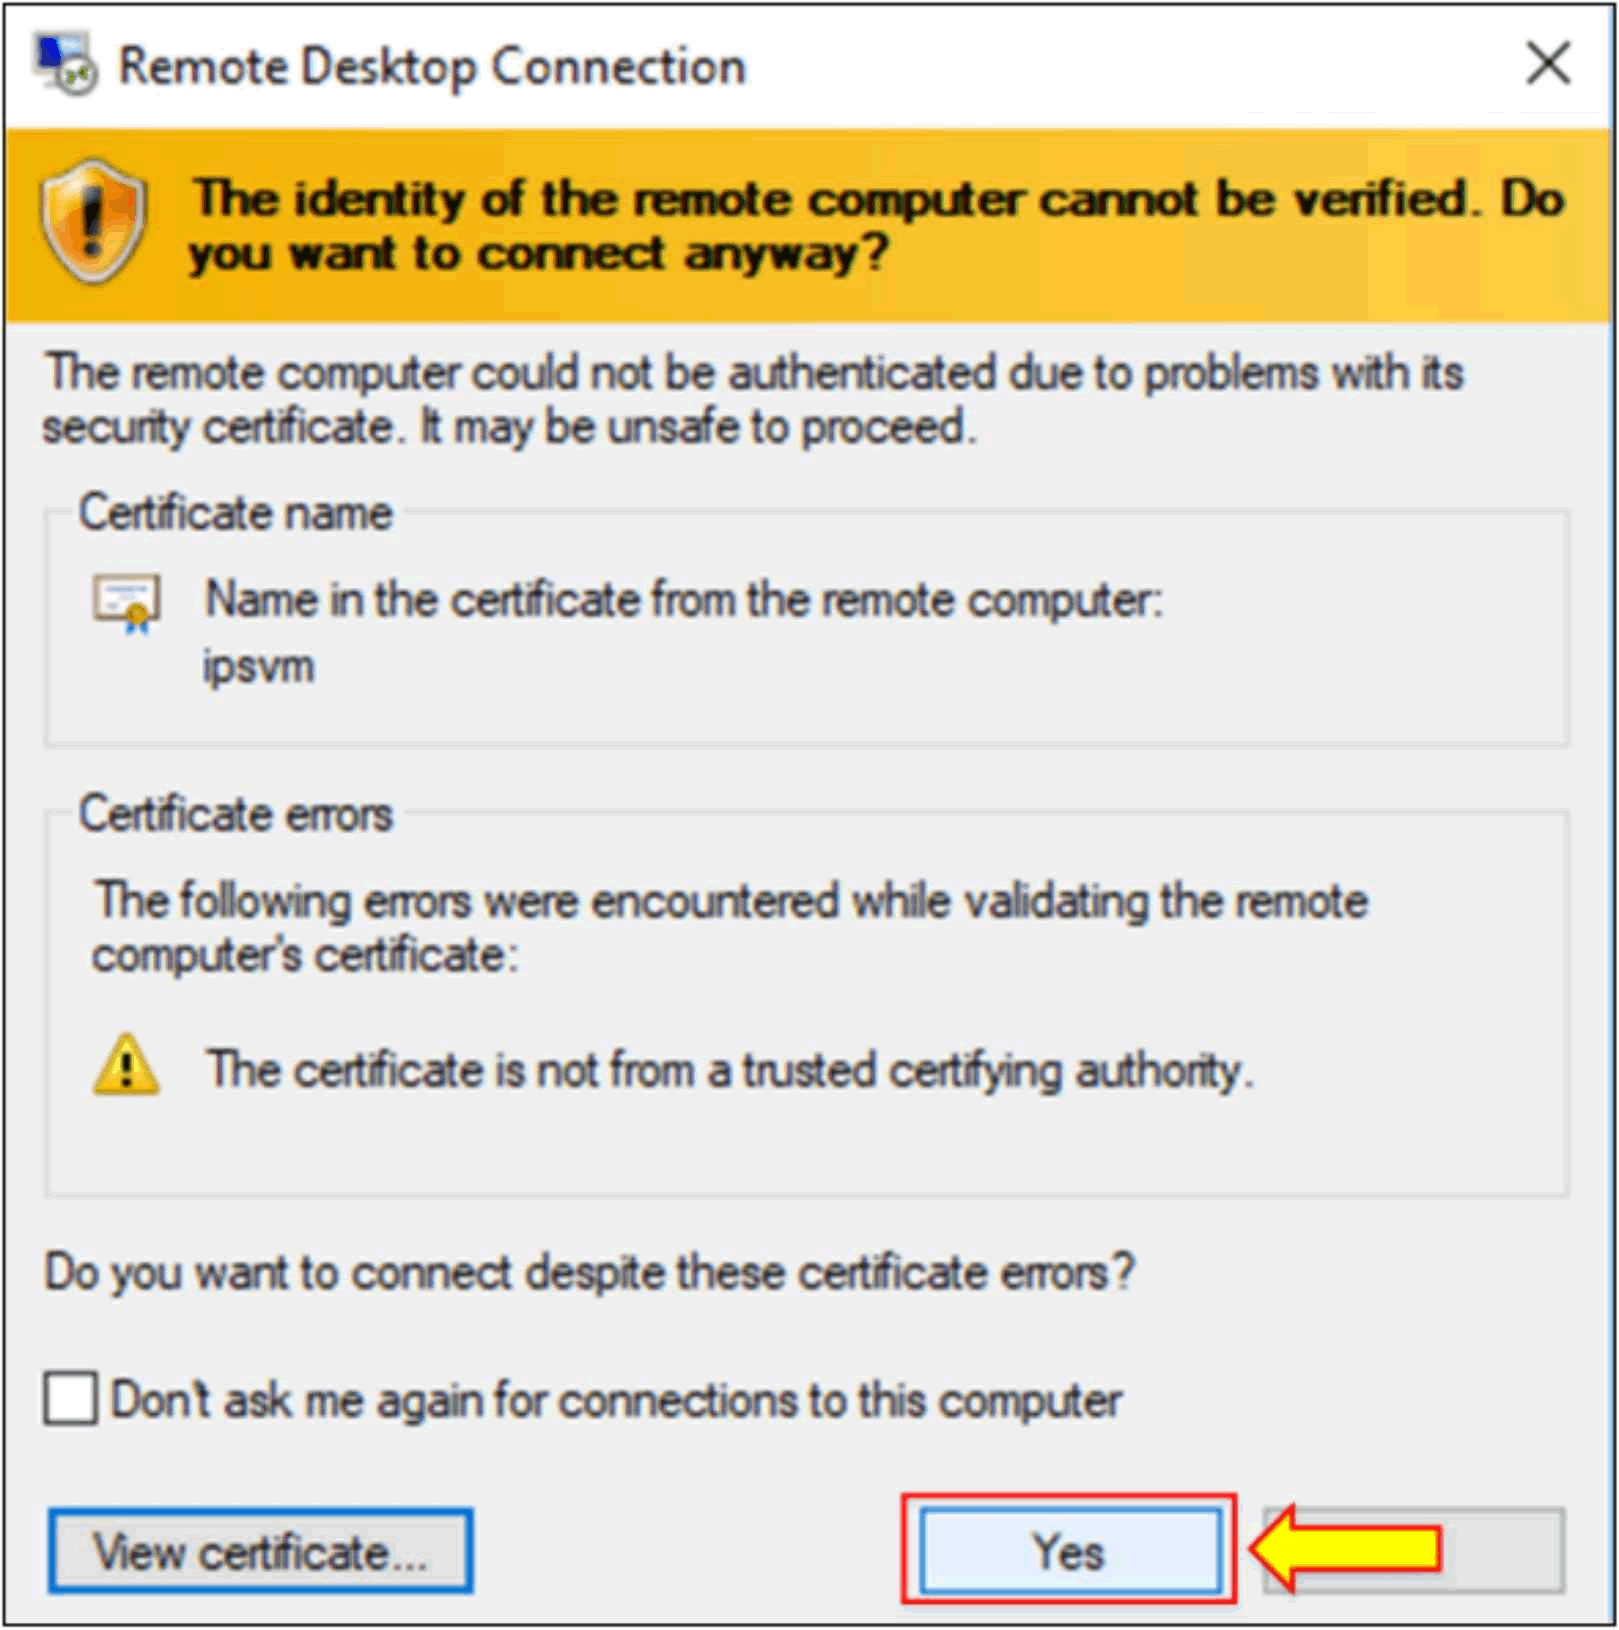 Remote Desktop Connection
The identity of the remote computer cannot be verified. Do
you want to connect anyway?
The remote computer could not be authenticated due to problems with its
security certificate. It may be unsafe to proceed.
Certificate name
Name in the certificate from the remote computer:
ipsvm
Certificate errors
The following errors were encountered while validating the remote
computer's certificate:
The certificate is not from a trusted certifying authority.
Do you want to connect despite these certificate errors?
Don't ask me again for connections to this computer
View certificate...
Yes